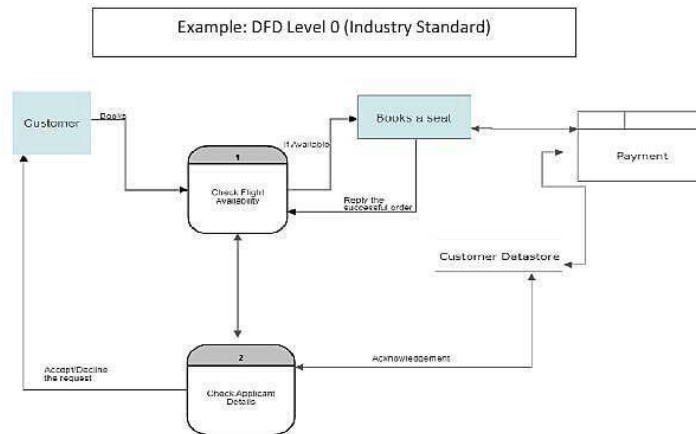 Example: DFD Level 0 (Industry Standard)
Customer
Books
Books a seat
If Available
1
Check Flight
Availability
Payment
Reply the
successful order
Customer Datastore
2
Check Applicant
Details
Accept/Decline
the request
Acknowledgement